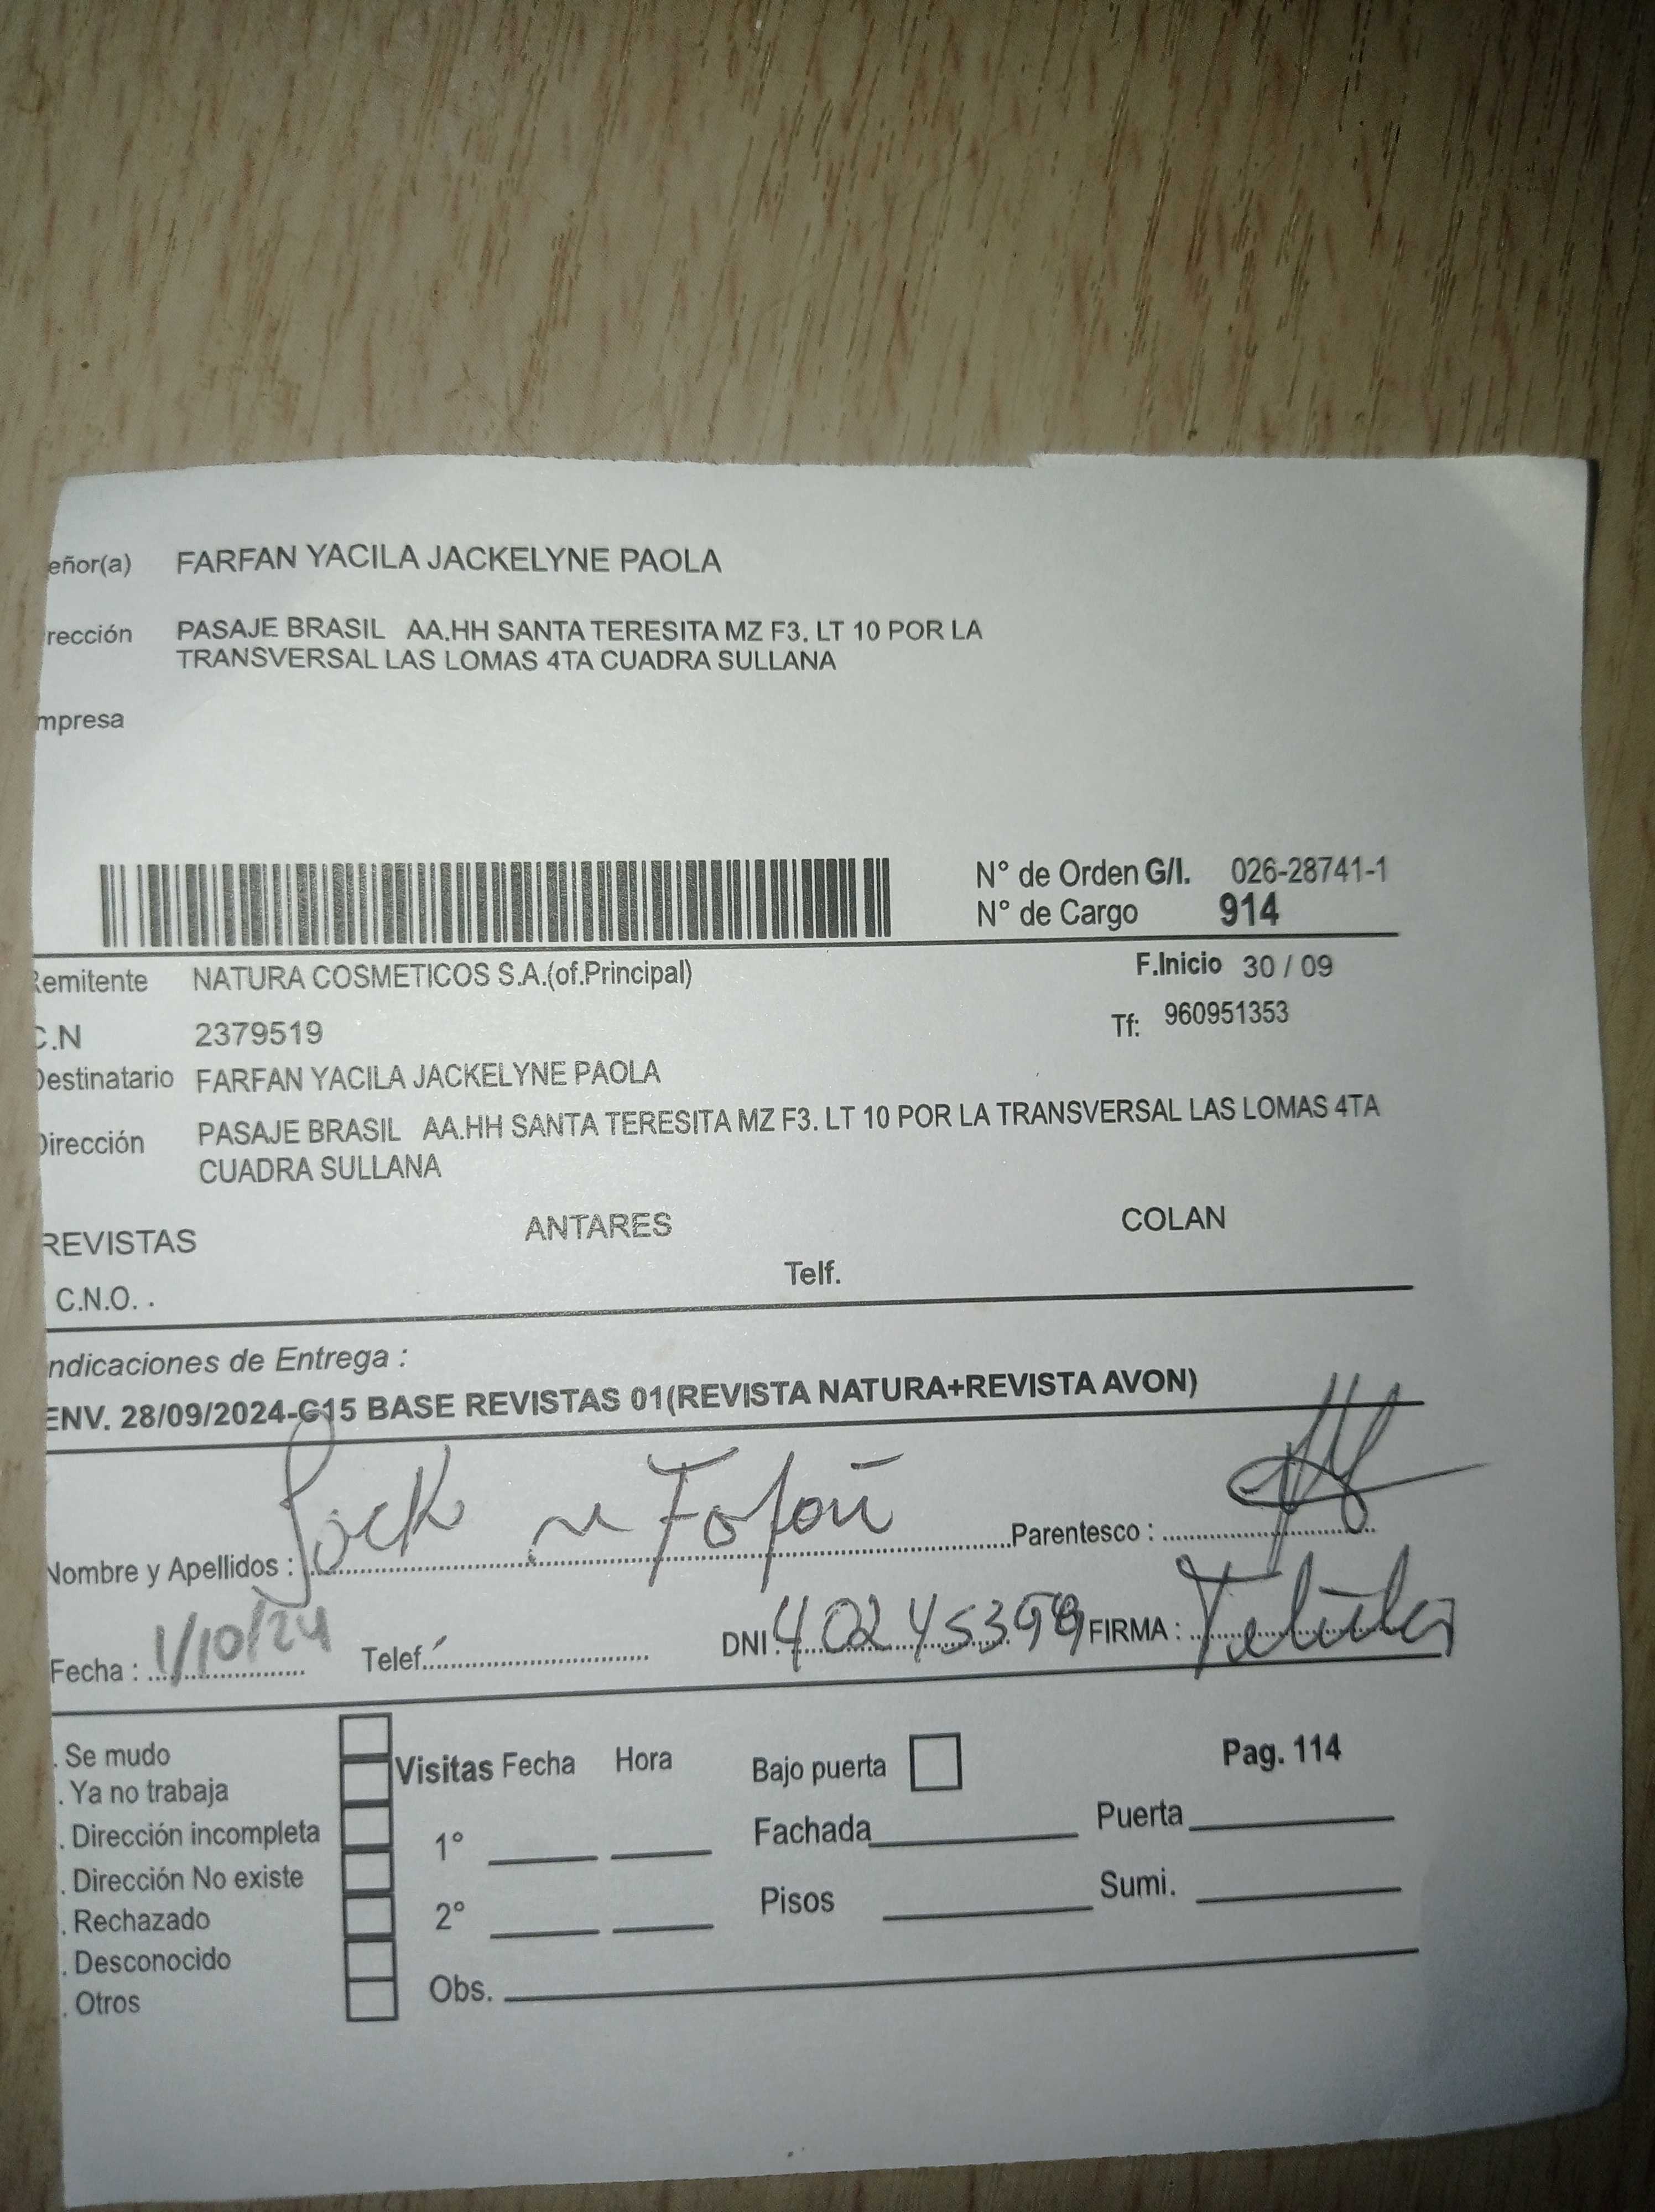 eñor(a) FARFAN YACILA JACKELYNE PAOLA
rección PASAJE BRASIL AA.HH SANTA TERESITA MZ F3. LT 10 POR LA
TRANSVERSAL LAS LOMAS 4TA CUADRA SULLANA
mpresa
N° de Orden G/I. 026-28741-1
N° de Cargo 914
Remitente NATURA COSMETICOS S.A.(of.Principal) F.Inicio 30 / 09
C.N 2379519 Tf: 960951353
Destinatario FARFAN YACILA JACKELYNE PAOLA
Dirección PASAJE BRASIL AA.HH SANTA TERESITA MZ F3. LT 10 POR LA TRANSVERSAL LAS LOMAS 4TA
CUADRA SULLANA
REVISTAS ANTARES COLAN
C.N.O. . Telf.
ndicaciones de Entrega :
ENV. 28/09/2024-C15 BASE REVISTAS 01(REVISTA NATURA+REVISTA AVON)
Nombre y Apellidos : Parentesco :
Fecha : 1/10/24 Telef. DNI FIRMA : Titular
. Se mudo
. Ya no trabaja
. Dirección incompleta
. Dirección No existe
. Rechazado
. Desconocido
. Otros
Visitas Fecha Hora
1°
2°
Obs.
Bajo puerta Pag. 114
Fachada Puerta
Pisos Sumi.